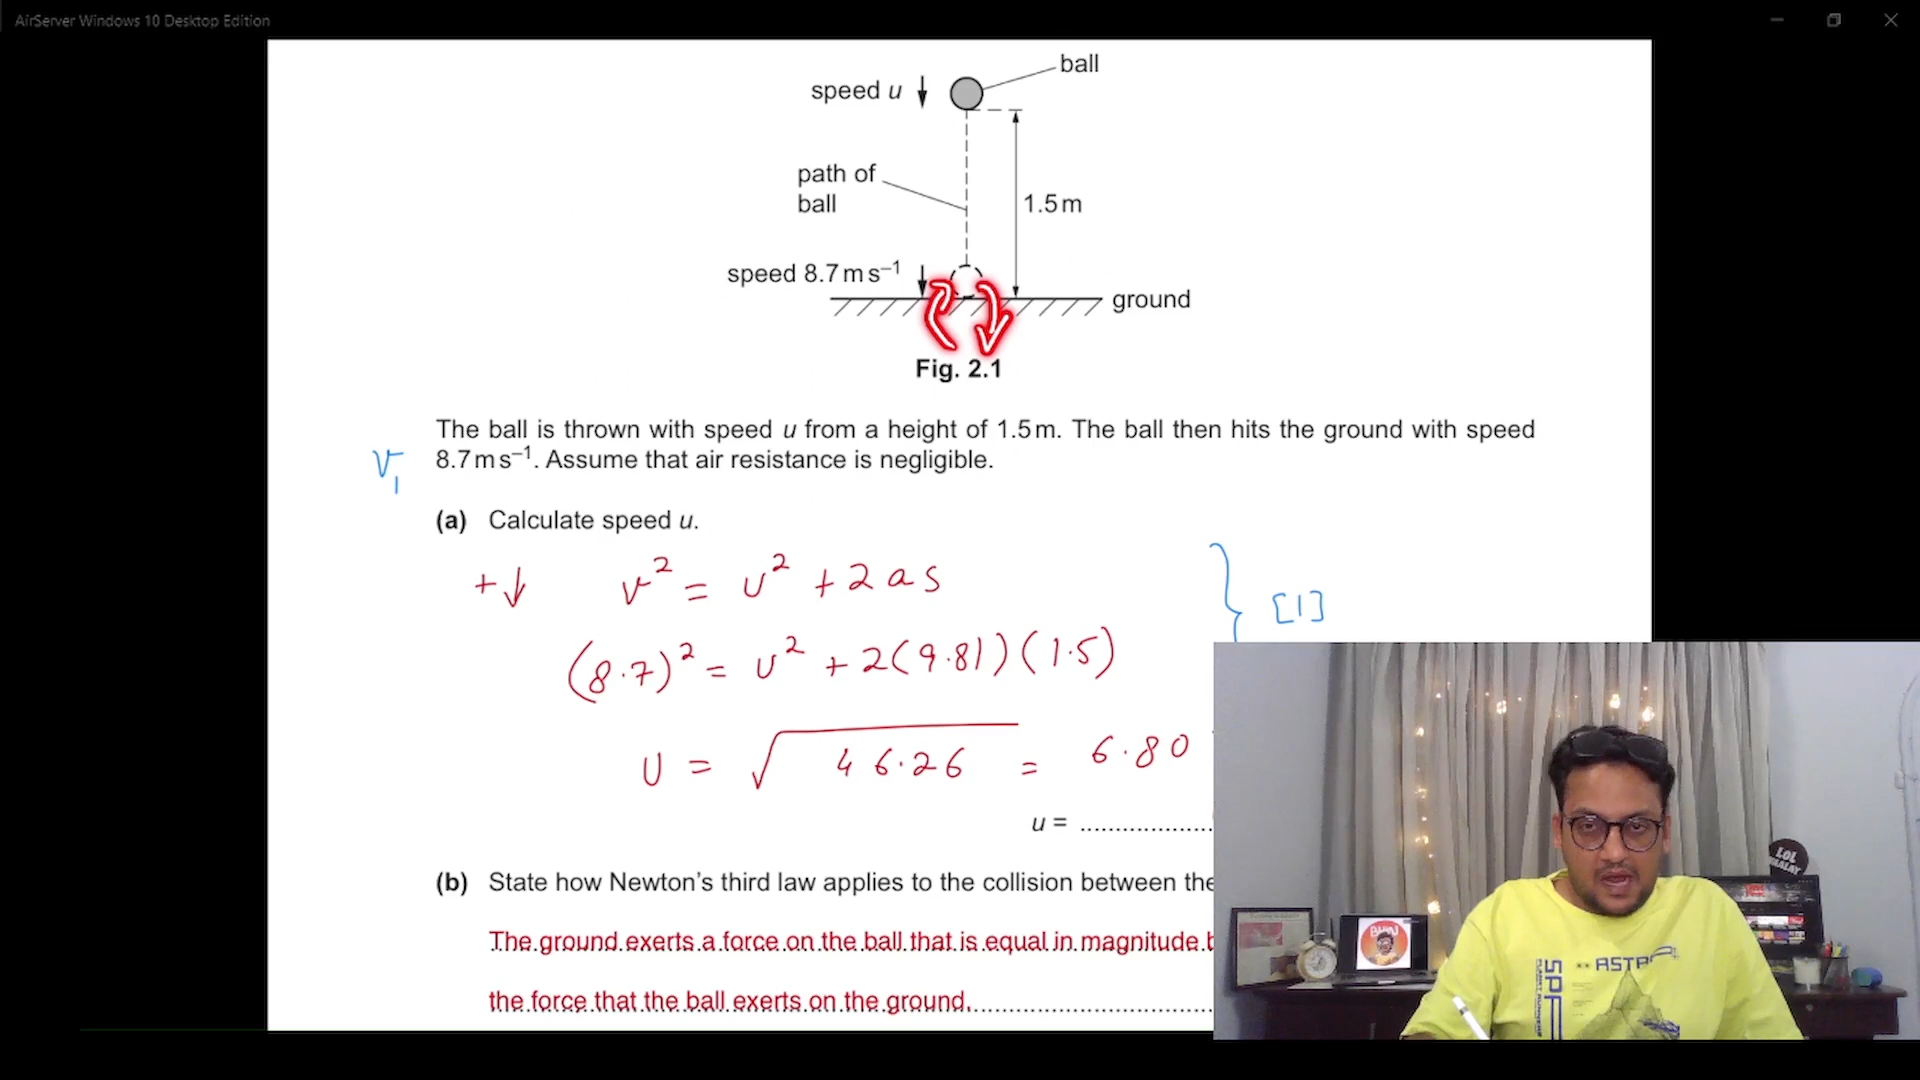 AirServer Windows 10 Desktop Edition
ball
speed u
path of
ball
1.5 m
speed 8.7 m s⁻¹
ground
Fig. 2.1
The ball is thrown with speed u from a height of 1.5 m. The ball then hits the ground with speed
8.7 m s⁻¹. Assume that air resistance is negligible.
v₁
(a) Calculate speed u.
+↓ v² = u² + 2as
[1]
(8.7)² = u² + 2(9.81)(1.5)
u = √46.26 = 6.80
u = ....................
(b) State how Newton's third law applies to the collision between the
The ground exerts a force on the ball that is equal in magnitude b
the force that the ball exerts on the ground.
LOL
ASTR